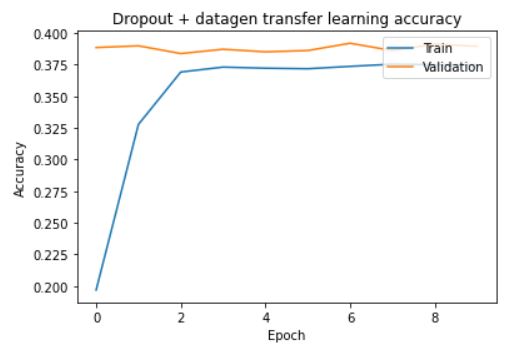 Dropout + datagen transfer learning accuracy
0.400
Train
0.375
Validation
0.350
0.325
0.300
0.275
0.250
0.225
0.200
Accuracy
0 2 4 6 8
Epoch